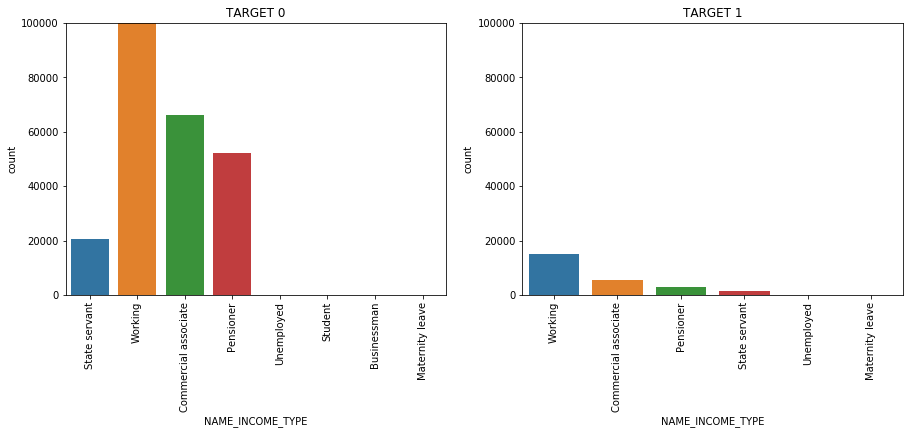 TARGET 0
100000
80000
60000
40000
20000
0
count
State servant
Working
Commercial associate
Pensioner
Unemployed
Student
Businessman
Maternity leave
NAME_INCOME_TYPE
TARGET 1
100000
80000
60000
40000
20000
0
count
Working
Commercial associate
Pensioner
State servant
Unemployed
Maternity leave
NAME_INCOME_TYPE